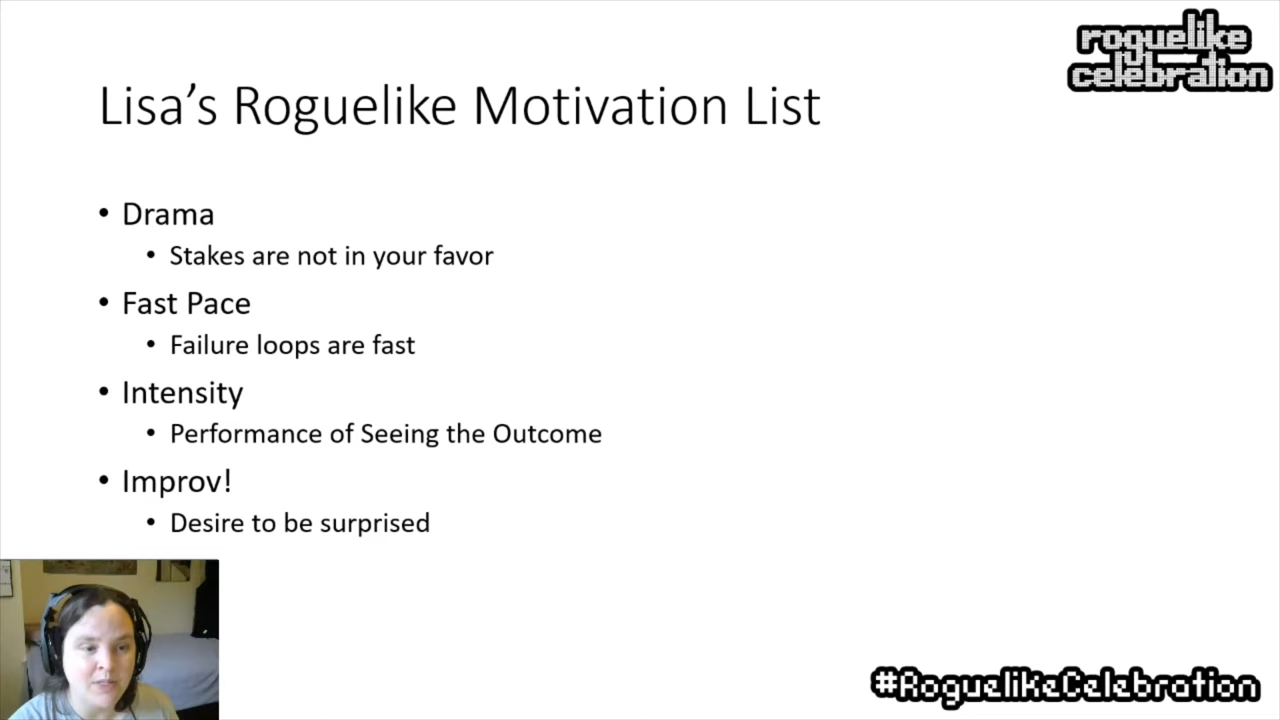 roguelike
celebration
Lisa’s Roguelike Motivation List
• Drama
• Stakes are not in your favor
• Fast Pace
• Failure loops are fast
• Intensity
• Performance of Seeing the Outcome
• Improv!
• Desire to be surprised
#RoguelikeCelebration